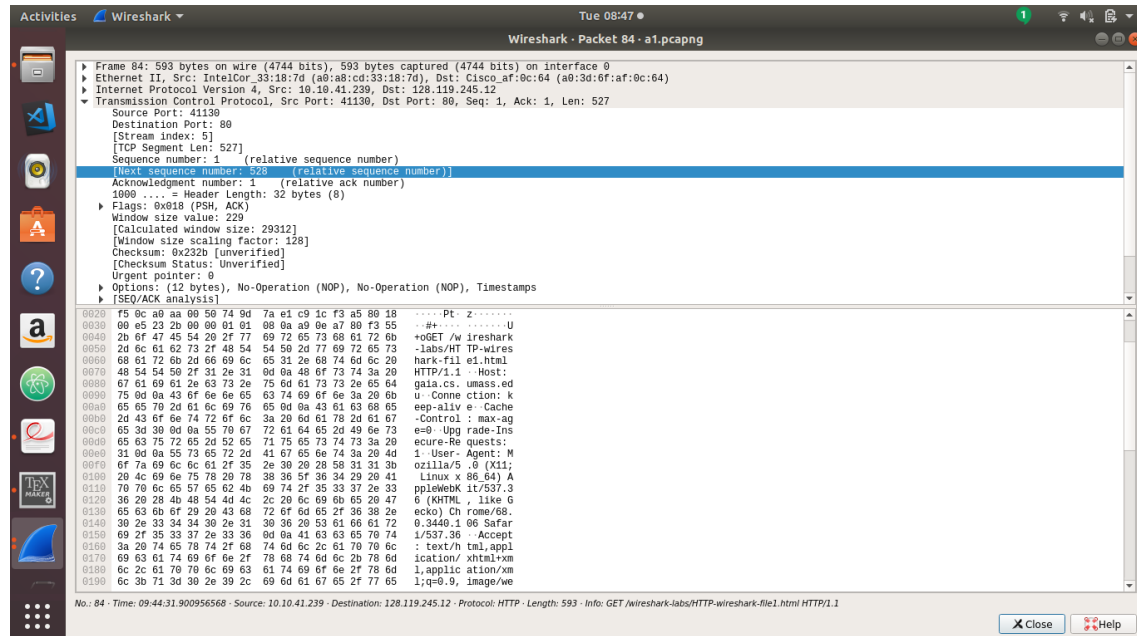 Activities Wireshark Tue 08:47 1
Wireshark · Packet 84 · a1.pcapng
Frame 84: 593 bytes on wire (4744 bits), 593 bytes captured (4744 bits) on interface 0
Ethernet II, Src: IntelCor_33:18:7d (a0:a8:cd:33:18:7d), Dst: Cisco_af:0c:64 (a0:3d:6f:af:0c:64)
Internet Protocol Version 4, Src: 10.10.41.239, Dst: 128.119.245.12
Transmission Control Protocol, Src Port: 41130, Dst Port: 80, Seq: 1, Ack: 1, Len: 527
Source Port: 41130
Destination Port: 80
[Stream index: 5]
[TCP Segment Len: 527]
Sequence number: 1    (relative sequence number)
[Next sequence number: 528    (relative sequence number)]
Acknowledgment number: 1    (relative ack number)
1000 .... = Header Length: 32 bytes (8)
Flags: 0x018 (PSH, ACK)
Window size value: 229
[Calculated window size: 29312]
[Window size scaling factor: 128]
Checksum: 0x232b [unverified]
[Checksum Status: Unverified]
Urgent pointer: 0
Options: (12 bytes), No-Operation (NOP), No-Operation (NOP), Timestamps
[SEQ/ACK analysis]
0020 f5 0c a0 aa 00 50 74 9d 7a e1 c9 1c f3 a5 80 18 ·····Pt· z·······
0030 00 e5 23 2b 00 00 01 01 08 0a a9 0e a7 80 f3 55 ··#+···· ·······U
0040 2b 6f 47 45 54 20 2f 77 69 72 65 73 68 61 72 6b +oGET /w ireshark
0050 2d 6c 61 62 73 2f 48 54 54 50 2d 77 69 72 65 73 -labs/HT TP-wires
0060 68 61 72 6b 2d 66 69 6c 65 31 2e 68 74 6d 6c 20 hark-fil e1.html
0070 48 54 54 50 2f 31 2e 31 0d 0a 48 6f 73 74 3a 20 HTTP/1.1 ··Host:
0080 67 61 69 61 2e 63 73 2e 75 6d 61 73 73 2e 65 64 gaia.cs. umass.ed
0090 75 0d 0a 43 6f 6e 6e 65 63 74 69 6f 6e 3a 20 6b u··Conne ction: k
00a0 65 65 70 2d 61 6c 69 76 65 0d 0a 43 61 63 68 65 eep-aliv e··Cache
00b0 2d 43 6f 6e 74 72 6f 6c 3a 20 6d 61 78 2d 61 67 -Control : max-ag
00c0 65 3d 30 0d 0a 55 70 67 72 61 64 65 2d 49 6e 73 e=0··Upg rade-Ins
00d0 65 63 75 72 65 2d 52 65 71 75 65 73 74 73 3a 20 ecure-Re quests:
00e0 31 0d 0a 55 73 65 72 2d 41 67 65 6e 74 3a 20 4d 1··User- Agent: M
00f0 6f 7a 69 6c 6c 61 2f 35 2e 30 20 28 58 31 31 3b ozilla/5 .0 (X11;
0100 20 4c 69 6e 75 78 20 78 38 36 5f 36 34 29 20 41 Linux x 86_64) A
0110 70 70 6c 65 57 65 62 4b 69 74 2f 35 33 37 2e 33 ppleWebK it/537.3
0120 36 20 28 4b 48 54 4d 4c 2c 20 6c 69 6b 65 20 47 6 (KHTML , like G
0130 65 63 6b 6f 29 20 43 68 72 6f 6d 65 2f 36 38 2e ecko) Ch rome/68.
0140 30 2e 33 34 34 30 2e 31 30 36 20 53 61 66 61 72 0.3440.1 06 Safar
0150 69 2f 35 33 37 2e 33 36 0d 0a 41 63 63 65 70 74 i/537.36 ··Accept
0160 3a 20 74 65 78 74 2f 68 74 6d 6c 2c 61 70 70 6c : text/h tml,appl
0170 69 63 61 74 69 6f 6e 2f 78 68 74 6d 6c 2b 78 6d ication/ xhtml+xm
0180 6c 2c 61 70 70 6c 69 63 61 74 69 6f 6e 2f 78 6d l,applic ation/xm
0190 6c 3b 71 3d 30 2e 39 2c 69 6d 61 67 65 2f 77 65 l;q=0.9, image/we
No.: 84 · Time: 09:44:31.900956568 · Source: 10.10.41.239 · Destination: 128.119.245.12 · Protocol: HTTP · Length: 593 · Info: GET /wireshark-labs/HTTP-wireshark-file1.html HTTP/1.1
Close Help
A
?
a
TEX
MAKER